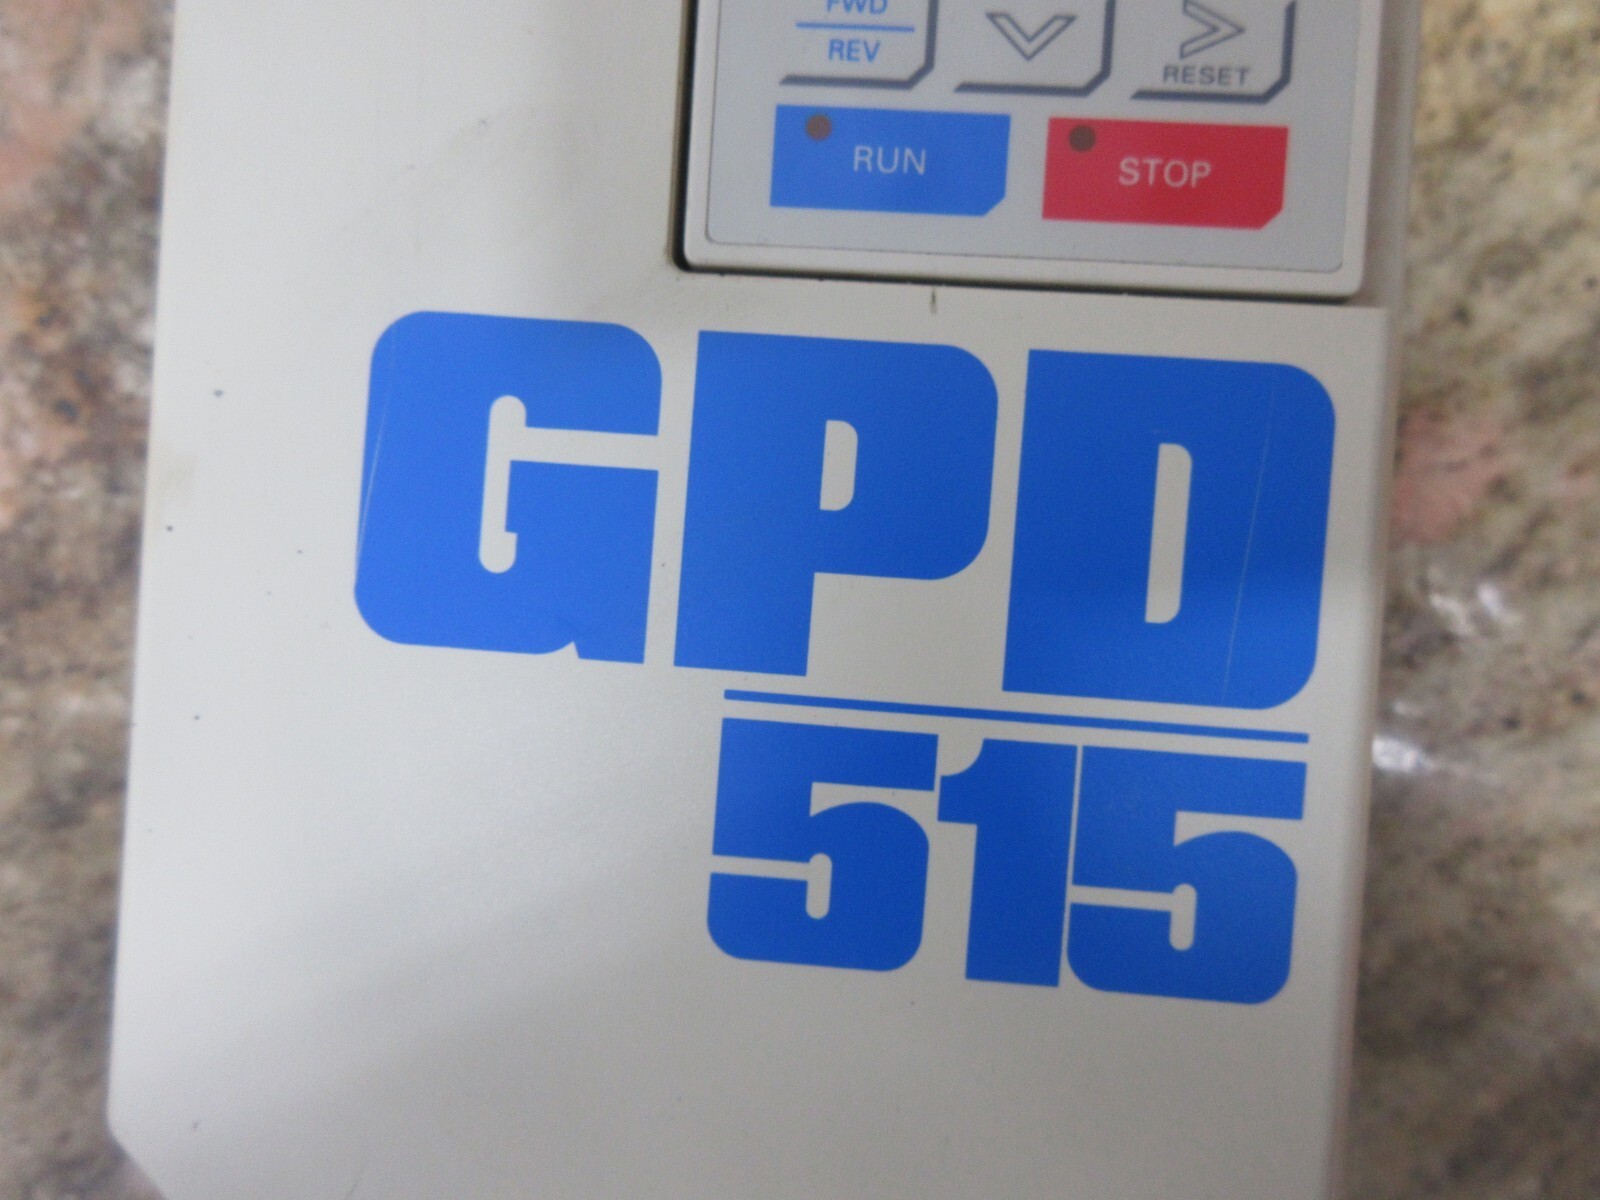 FWD
REV
RESET
RUN
STOP
GPD
515